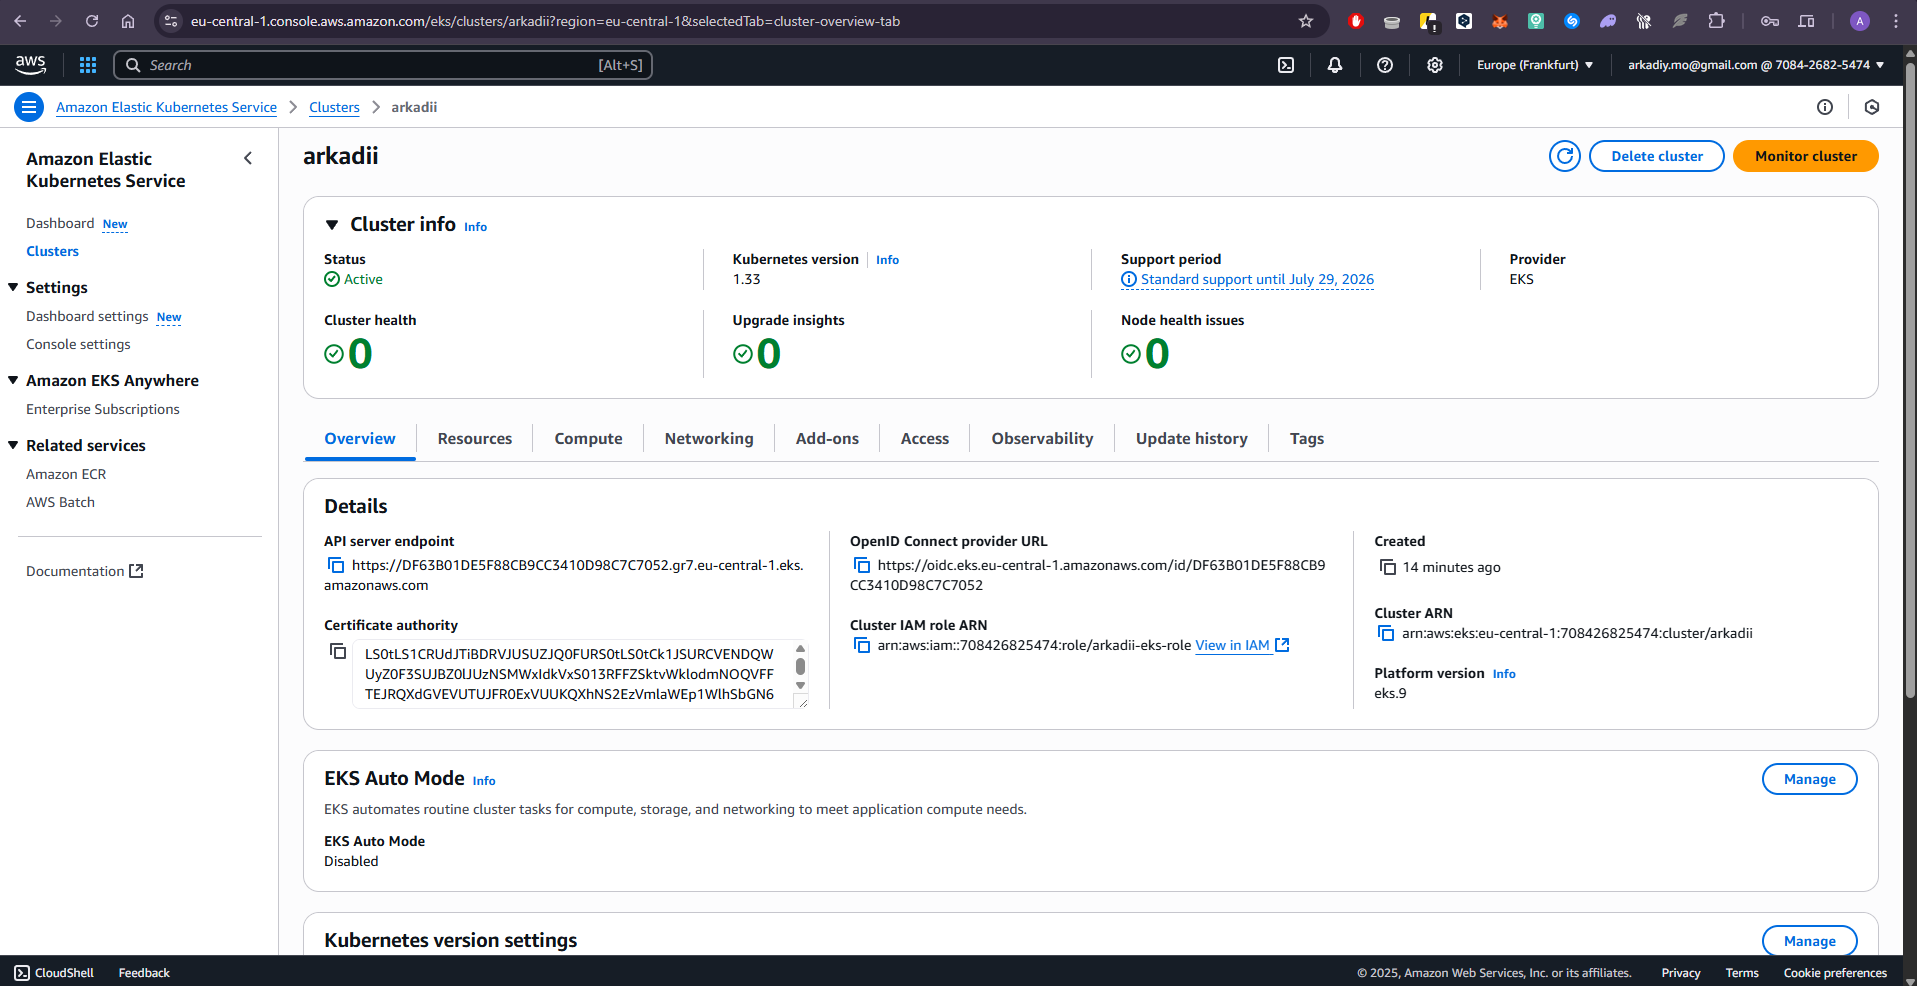 eu-central-1.console.aws.amazon.com/eks/clusters/arkadii?region=eu-central-1&selectedTab=cluster-overview-tab
A
aws
Search [Alt+S]
Europe (Frankfurt)
arkadiy.mo@gmail.com @ 7084-2682-5474
Amazon Elastic Kubernetes Service
Clusters
arkadii
Amazon Elastic
Kubernetes Service
Dashboard New
Clusters
Settings
Dashboard settings New
Console settings
Amazon EKS Anywhere
Enterprise Subscriptions
Related services
Amazon ECR
AWS Batch
Documentation
arkadii
Delete cluster
Monitor cluster
Cluster info Info
Status
Active
Kubernetes version Info
1.33
Support period
Standard support until July 29, 2026
Provider
EKS
Cluster health
0
Upgrade insights
0
Node health issues
0
Overview
Resources
Compute
Networking
Add-ons
Access
Observability
Update history
Tags
Details
API server endpoint
https://DF63B01DE5F88CB9CC3410D98C7C7052.gr7.eu-central-1.eks.
amazonaws.com
Certificate authority
LS0tLS1CRUdJTiBDRVJUSUZJQ0FURS0tLS0tCk1JSURCVENDQW
UyZ0F3SUJBZ0lJUzNSMWxIdkVxS013RFFZSktvWkIodmNOQVFF
TEJRQXdGVEVUTUJFR0ExVUUKQXhNS2EzVmlaWEp1WlhSbGN6
OpenID Connect provider URL
https://oidc.eks.eu-central-1.amazonaws.com/id/DF63B01DE5F88CB9
CC3410D98C7C7052
Cluster IAM role ARN
arn:aws:iam::708426825474:role/arkadii-eks-role View in IAM
Created
14 minutes ago
Cluster ARN
arn:aws:eks:eu-central-1:708426825474:cluster/arkadii
Platform version Info
eks.9
EKS Auto Mode Info
Manage
EKS automates routine cluster tasks for compute, storage, and networking to meet application compute needs.
EKS Auto Mode
Disabled
Kubernetes version settings
Manage
CloudShell
Feedback
© 2025, Amazon Web Services, Inc. or its affiliates.
Privacy
Terms
Cookie preferences